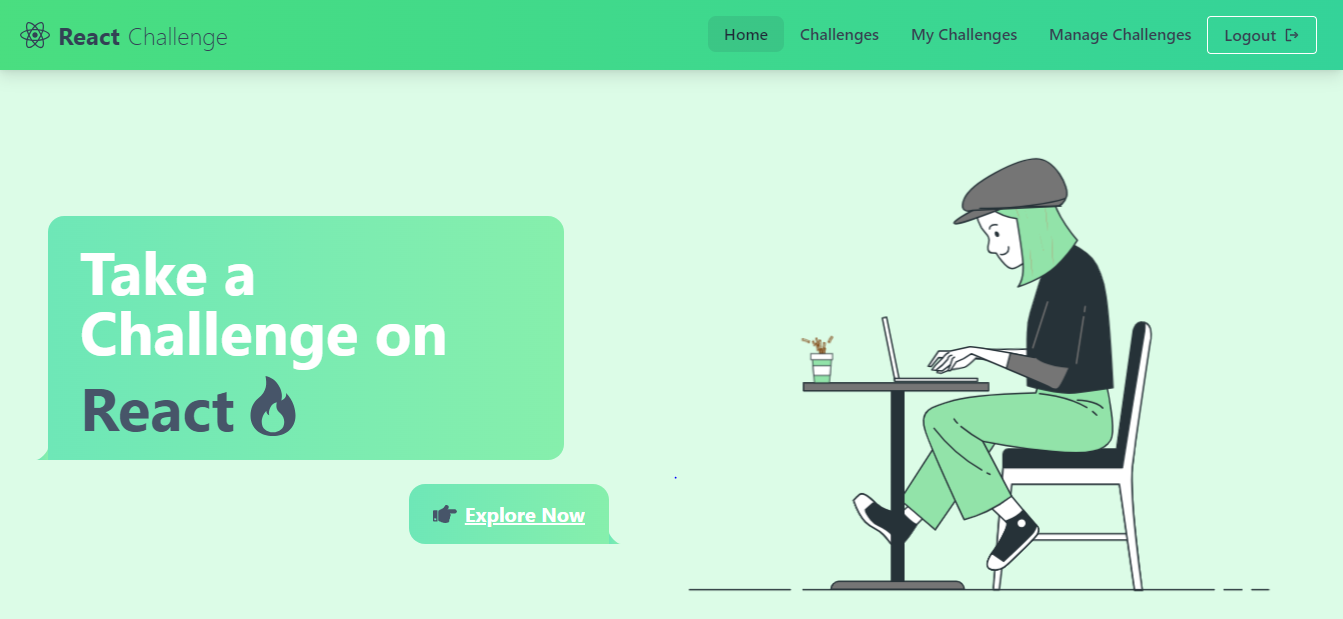 React Challenge
Home
Challenges
My Challenges
Manage Challenges
Logout
Take a
Challenge on
React
Explore Now